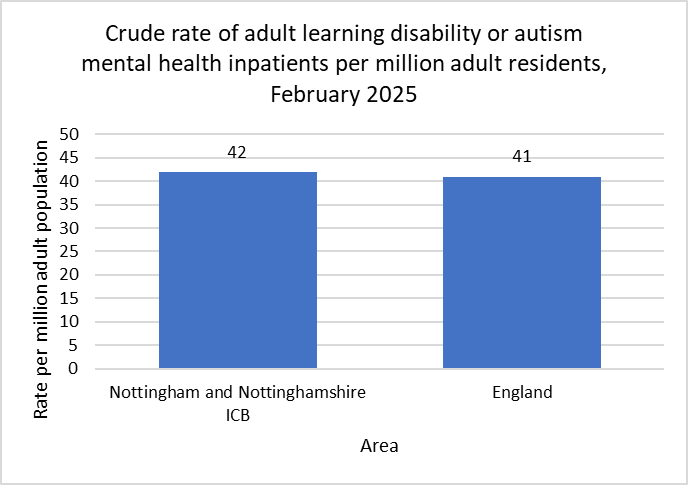 Crude rate of adult learning disability or autism
mental health inpatients per million adult residents,
February 2025
Rate per million adult population
50
45
40
35
30
25
20
15
10
5
0
42
41
Nottingham and Nottinghamshire
ICB
England
Area